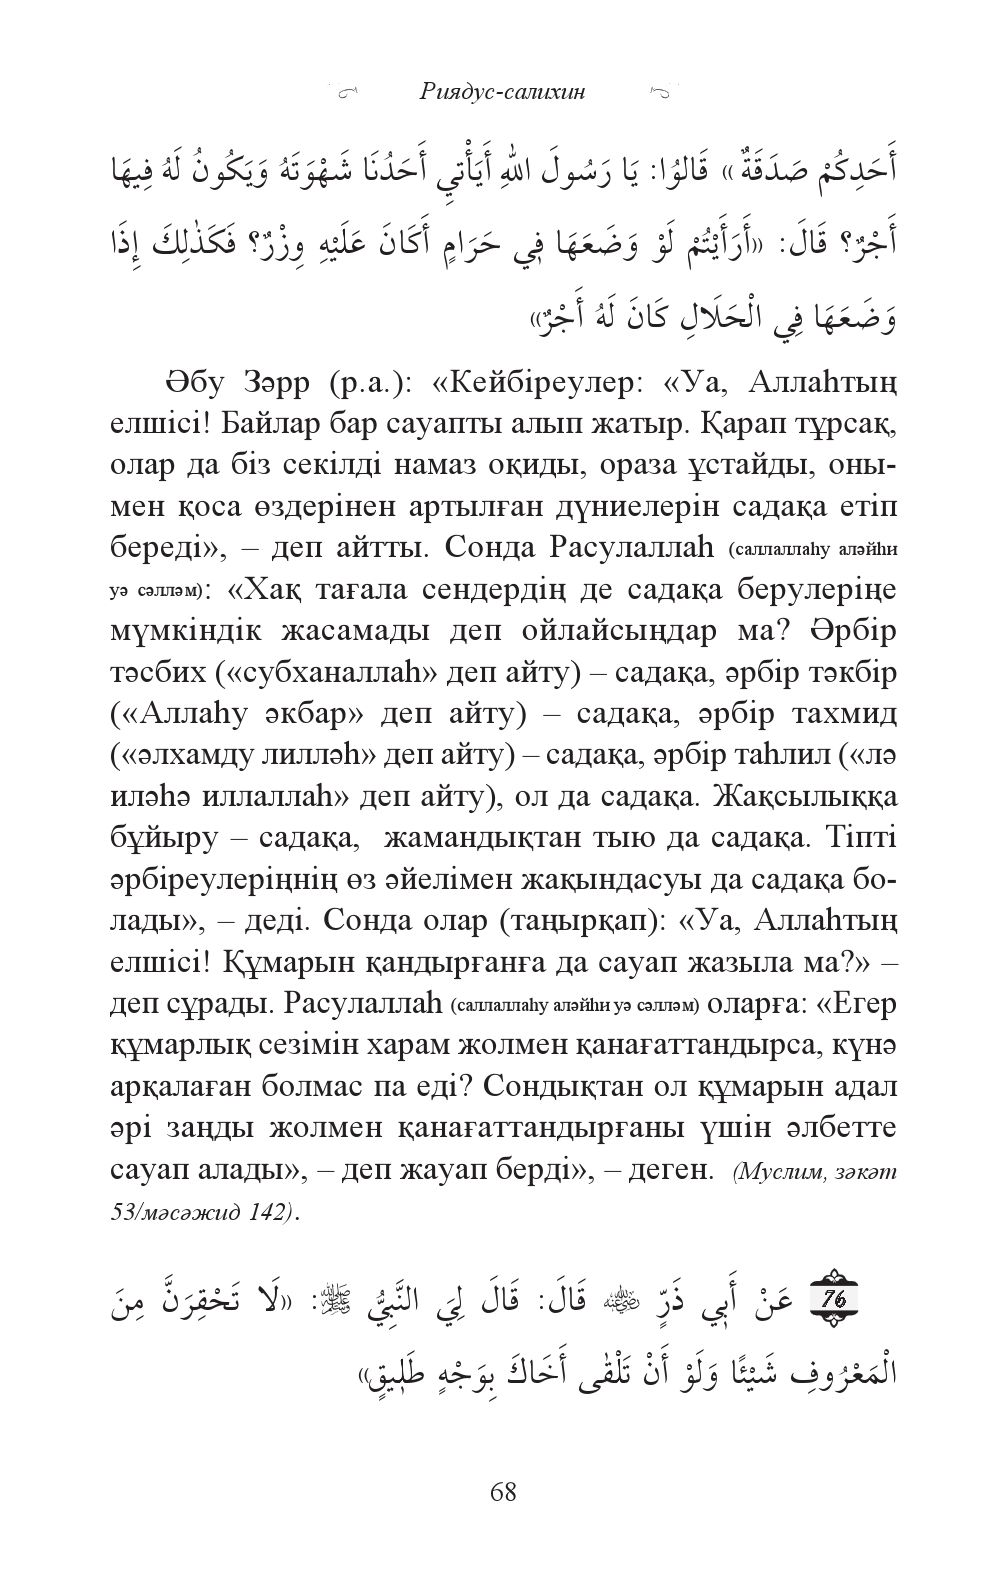 Риядус-салихин
أَحَدِكُمْ صَدَقَةٌ» قَالُوْا: يَا رَسُولَ اللهِ أَيَأْتِي أَحَدُنَا شَهْوَتَهُ وَيَكُونُ لَهُ فِيهَا
أَجْرٌ؟ قَالَ: «أَرَأَيْتُمْ لَوْ وَضَعَهَا فِي حَرَامٍ أَكَانَ عَلَيْهِ وِزْرٌ؟ فَكَذٰلِكَ إِذَا
وَضَعَهَا فِي الْحَلَالِ كَانَ لَهُ أَجْرٌ»
Әбу Зәрр (р.а.): «Кейбіреулер: «Уа, Аллаһтың
елшісі! Байлар бар сауапты алып жатыр. Қарап тұрсақ,
олар да біз секілді намаз оқиды, ораза ұстайды, оны-
мен қоса өздерінен артылған дүниелерін садақа етіп
береді», – деп айтты. Сонда Расулаллаһ (саллаллаһу аләйһи
уә сәлләм): «Хақ тағала сендердің де садақа берулеріңе
мүмкіндік жасамады деп ойлайсыңдар ма? Әрбір
тәсбих («субханаллаһ» деп айту) – садақа, әрбір тәкбір
(«Аллаһу әкбар» деп айту) – садақа, әрбір тахмид
(«әлхамду лилләһ» деп айту) – садақа, әрбір таһлил («лә
иләһә иллаллаһ» деп айту), ол да садақа. Жақсылыққа
бұйыру – садақа, жамандықтан тыю да садақа. Тіпті
әрбіреулеріңнің өз әйелімен жақындасуы да садақа бо-
лады», – деді. Сонда олар (таңырқап): «Уа, Аллаһтың
елшісі! Құмарын қандырғанға да сауап жазыла ма?» –
деп сұрады. Расулаллаһ (саллаллаһу аләйһи уә сәлләм) оларға: «Егер
құмарлық сезімін харам жолмен қанағаттандырса, күнә
арқалаған болмас па еді? Сондықтан ол құмарын адал
әрі заңды жолмен қанағаттандырғаны үшін әлбетте
сауап алады», – деп жауап берді», – деген. (Муслим, зәкәт
53/мәсәжид 142).
76 عَنْ أَبِي ذَرٍّ ﵁ قَالَ: قَالَ لِيَ النَّبِيُّ ﷺ: «لَا تَحْقِرَنَّ مِنَ
الْمَعْرُوفِ شَيْئًا وَلَوْ أَنْ تَلْقٰى أَخَاكَ بِوَجْهٍ طَلِيقٍ»
68